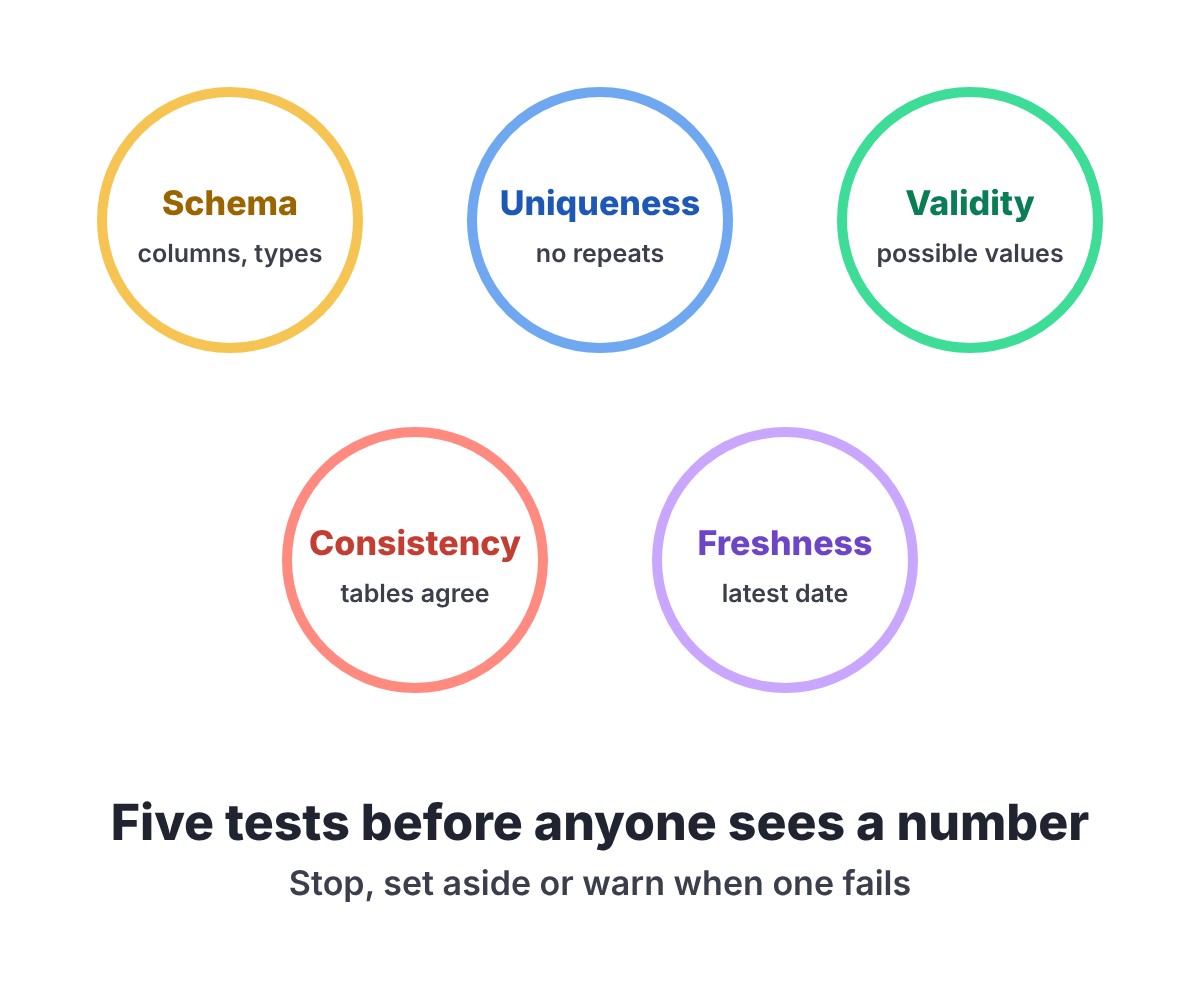 Schema
columns, types
Uniqueness
no repeats
Validity
possible values
Consistency
tables agree
Freshness
latest date
Five tests before anyone sees a number
Stop, set aside or warn when one fails